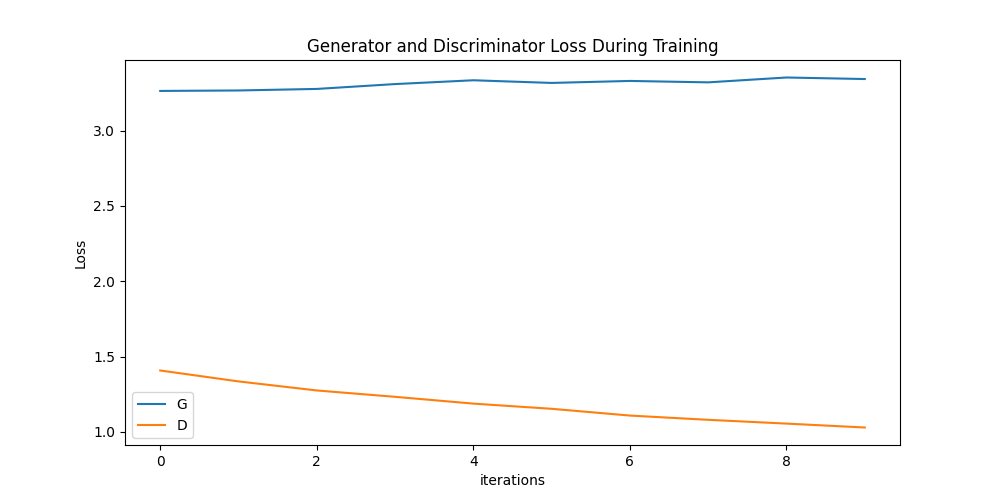 Generator and Discriminator Loss During Training
3.0
2.5
2.0
1.5
1.0
Loss
G
D
0 2 4 6 8
iterations